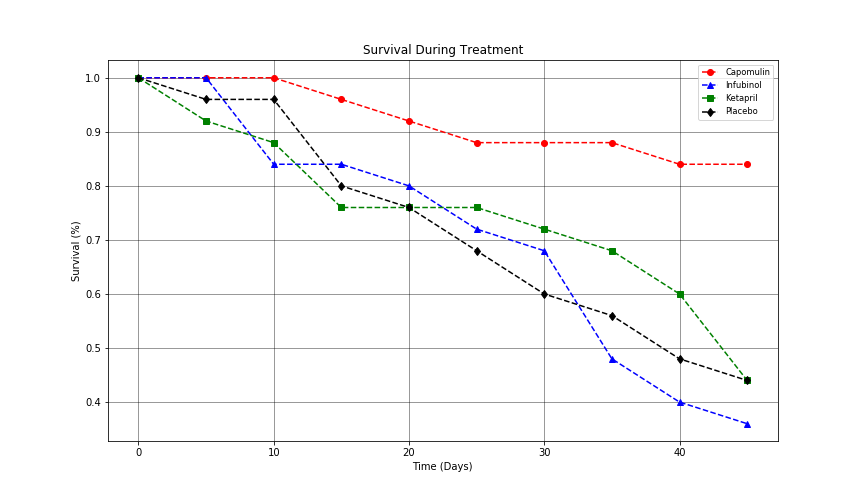 Survival During Treatment
Capomulin
Infubinol
Ketapril
Placebo
Survival (%)
1.0
0.9
0.8
0.7
0.6
0.5
0.4
0 10 20 30 40
Time (Days)